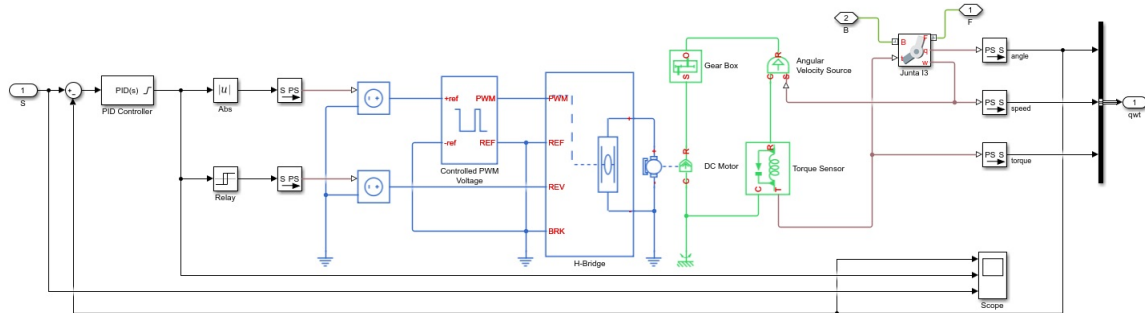 1
S
+
-
PID(s)
PID Controller
|u|
Abs
S PS
Relay
S PS
+ref PWM
-ref REF
Controlled PWM
Voltage
PWM
REF
REV
BRK
+
-
H-Bridge
+
-
C R
DC Motor
S O
Gear Box
C R
S
Angular
Velocity Source
R
C T
Torque Sensor
2
B
1
F
B F
q
t w
Junta I3
PS S
angle
PS S
speed
PS S
torque
1
qwt
Scope